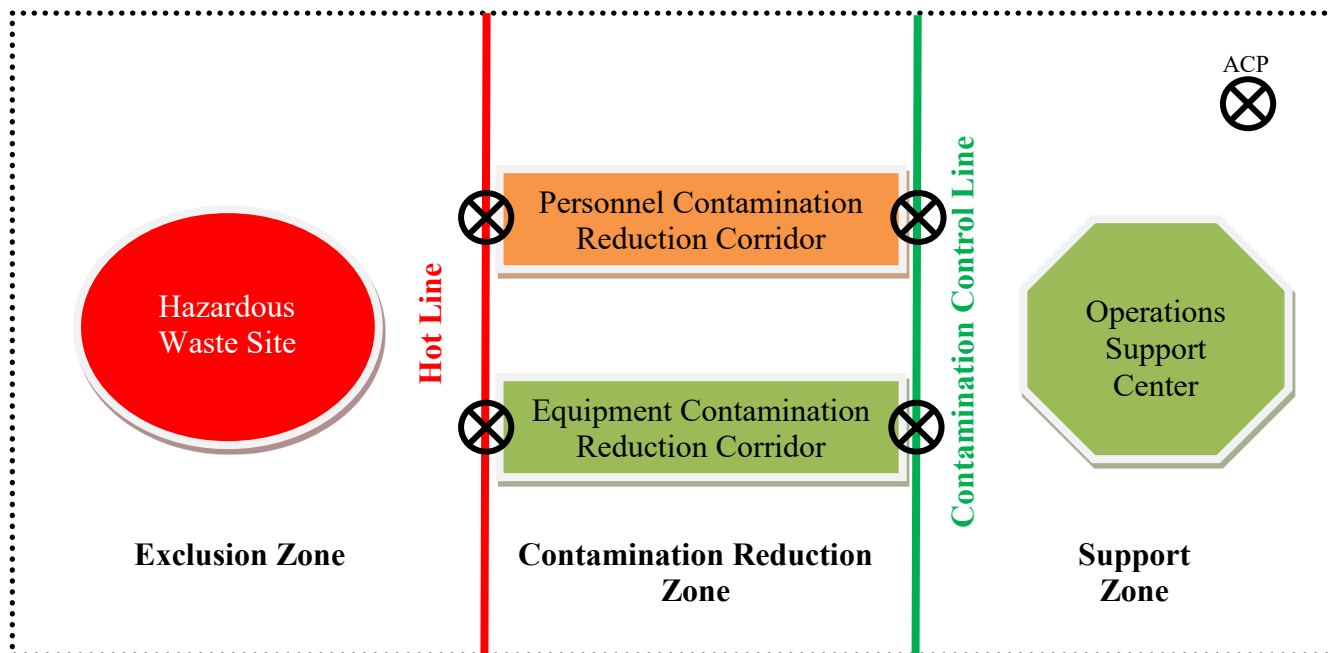 ACP
Personnel Contamination
Reduction Corridor
Hazardous
Waste Site
Hot Line
Equipment Contamination
Reduction Corridor
Contamination Control Line
Operations
Support
Center
Exclusion Zone
Contamination Reduction
Zone
Support
Zone